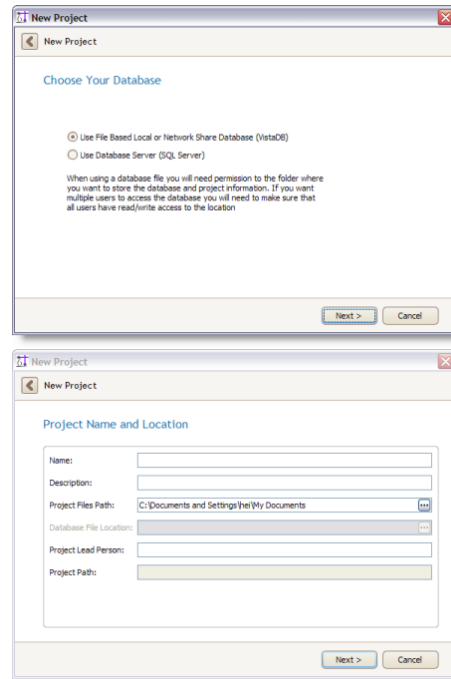 New Project
New Project
Choose Your Database
Use File Based Local or Network Share Database (VistaDB)
Use Database Server (SQL Server)
When using a database file you will need permission to the folder where
you want to store the database and project information. If you want
multiple users to access the database you will need to make sure that
all users have read/write access to the location
Next >
Cancel
New Project
New Project
Project Name and Location
Name:
Description:
Project Files Path:
C:\Documents and Settings\hei\My Documents
Database File Location:
Project Lead Person:
Project Path:
Next >
Cancel